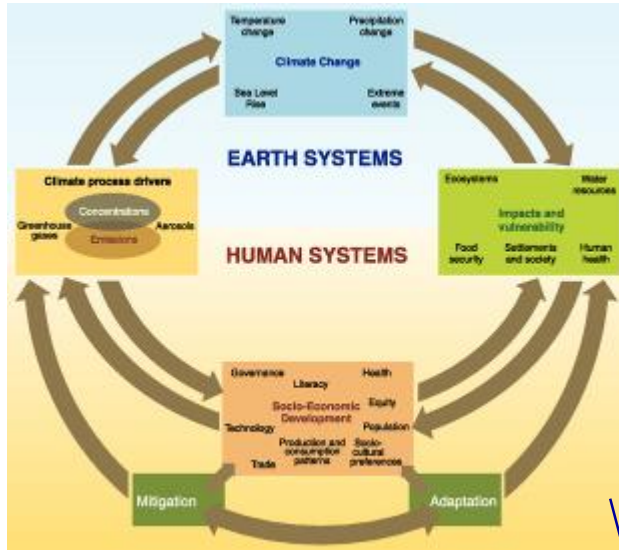 Temperature
change
Precipitation
change
Climate Change
Sea Level
Rise
Extreme
events
EARTH SYSTEMS
Climate process drivers
Concentrations
Greenhouse
gases
Aerosols
Emissions
Ecosystems
Water
resources
Impacts and
vulnerability
Food
security
Settlements
and society
Human
health
HUMAN SYSTEMS
Governance
Literacy
Health
Equity
Socio-Economic
Development
Technology
Population
Production and
consumption
patterns
Socio-
cultural
preferences
Trade
Mitigation
Adaptation